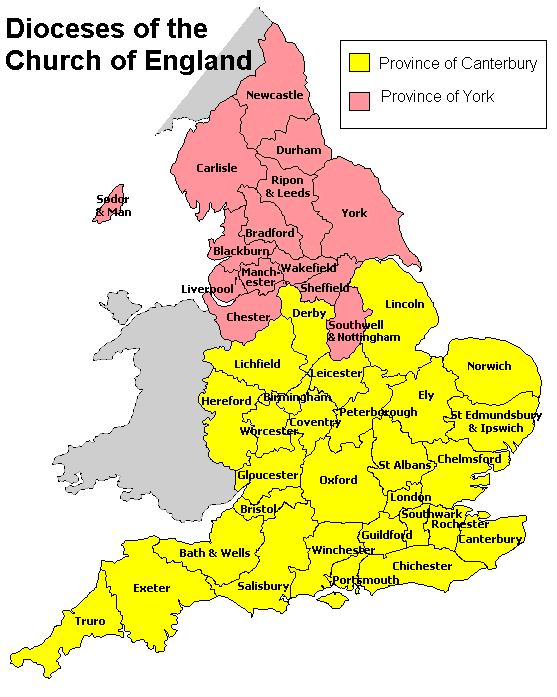 Dioceses of the
Church of England
Province of Canterbury
Province of York
Newcastle
Durham
Carlisle
Ripon
& Leeds
Sodor
& Man
York
Bradford
Blackburn
Manch-
ester
Wakefield
Liverpool
Sheffield
Chester
Derby
Lincoln
Southwell
& Nottingham
Lichfield
Leicester
Norwich
Hereford
Birmingham
Ely
Peterborough
St Edmundsbury
& Ipswich
Coventry
Worcester
Chelmsford
St Albans
Gloucester
Oxford
London
Bristol
Southwark
Rochester
Guildford
Canterbury
Bath & Wells
Winchester
Chichester
Portsmouth
Salisbury
Exeter
Truro